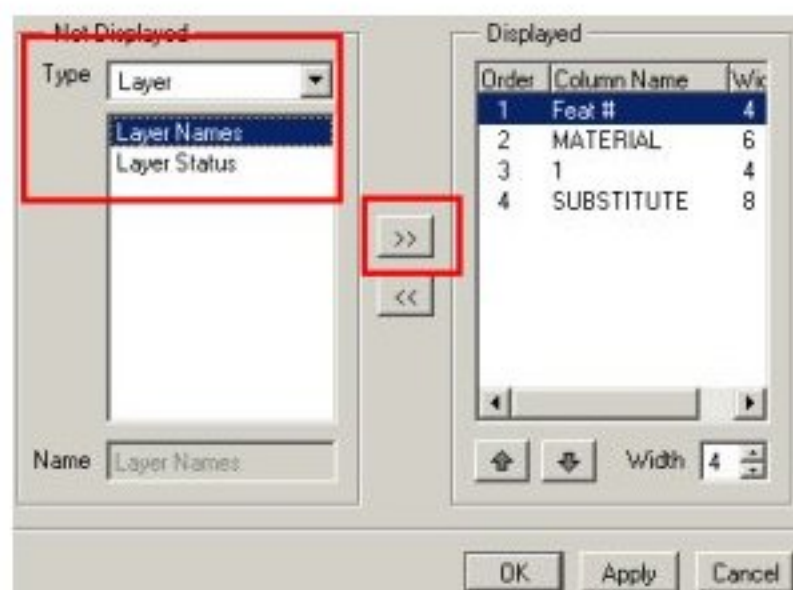 Not Displayed
Type Layer
Layer Names
Layer Status
Name Layer Names
>>
<<
Displayed
Order Column Name Wid
1 Feat # 4
2 MATERIAL 6
3 1 4
4 SUBSTITUTE 8
Width 4
OK Apply Cancel